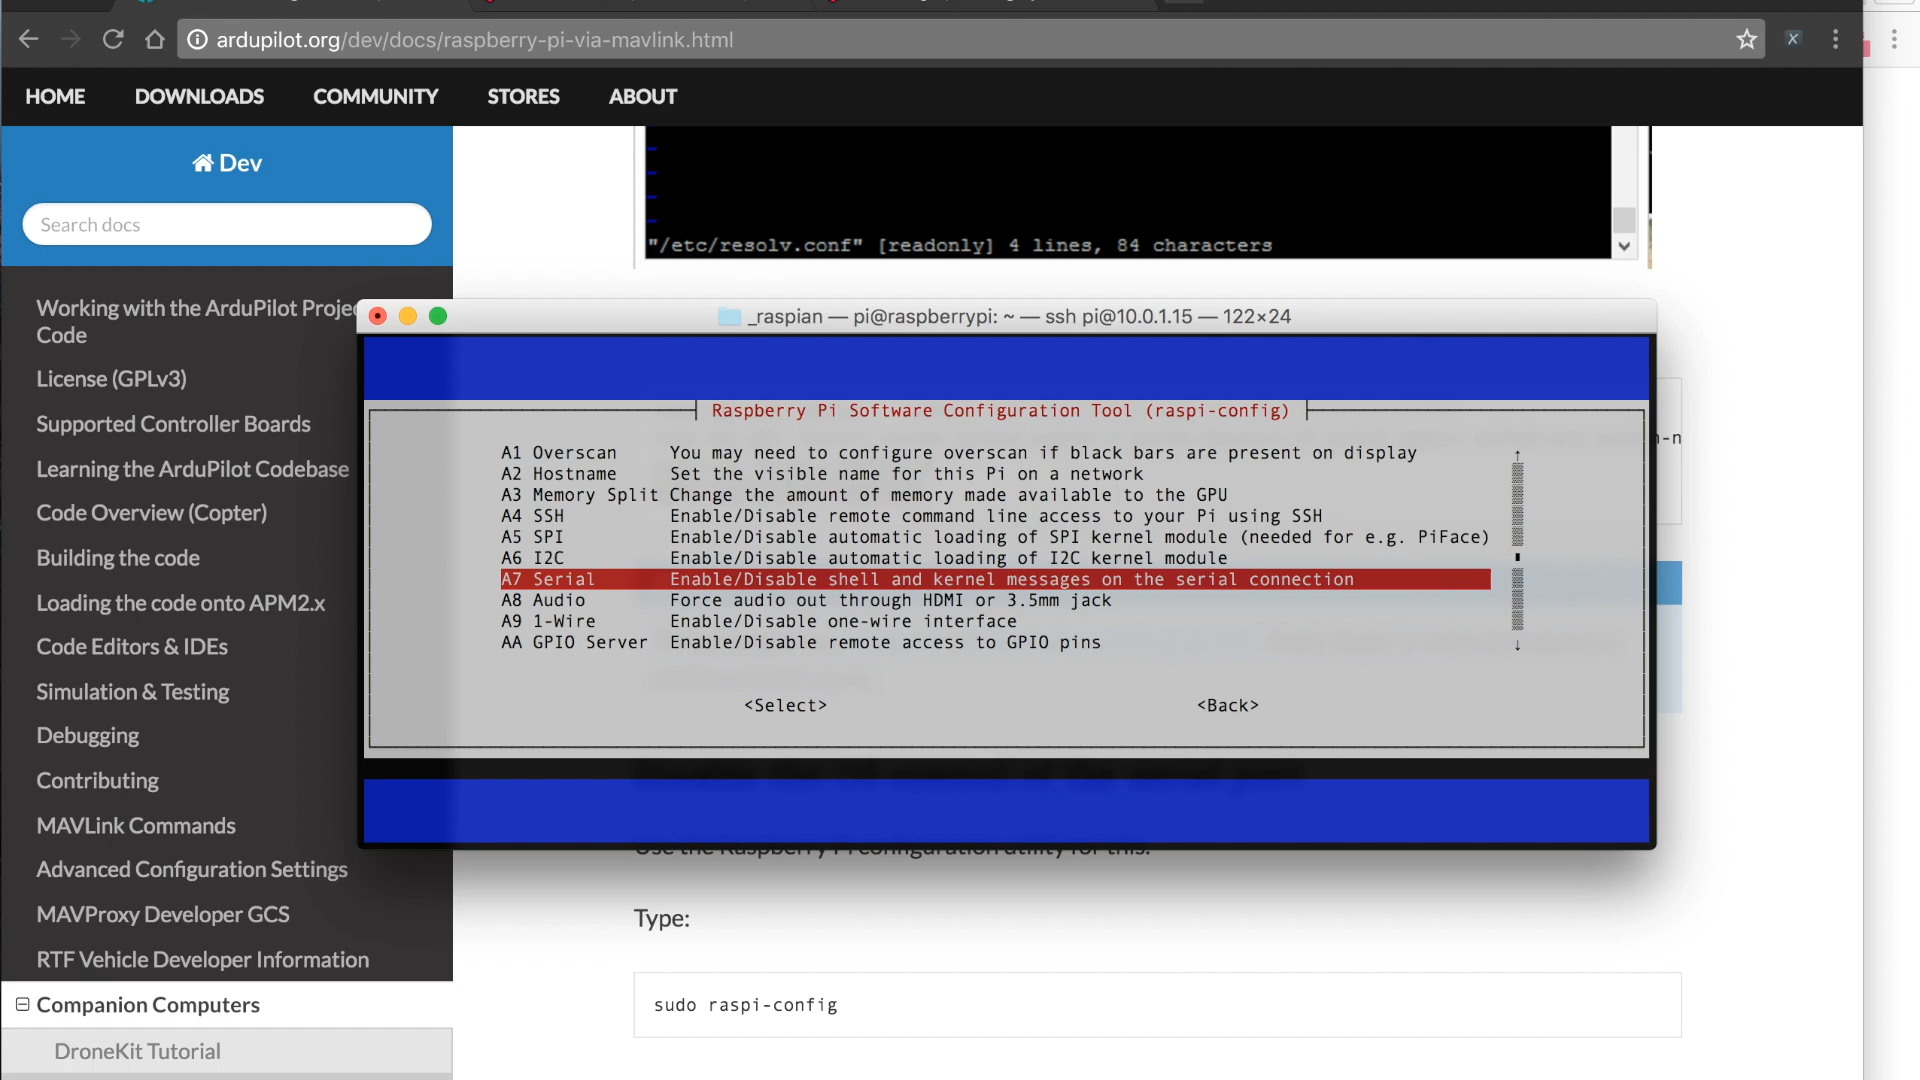 ardupilot.org/dev/docs/raspberry-pi-via-mavlink.html
X
HOME DOWNLOADS COMMUNITY STORES ABOUT
Dev
Search docs
Working with the ArduPilot Projec
Code
License (GPLv3)
Supported Controller Boards
Learning the ArduPilot Codebase
Code Overview (Copter)
Building the code
Loading the code onto APM2.x
Code Editors & IDEs
Simulation & Testing
Debugging
Contributing
MAVLink Commands
Advanced Configuration Settings
MAVProxy Developer GCS
RTF Vehicle Developer Information
Companion Computers
DroneKit Tutorial
~
~
~
~
"/etc/resolv.conf" [readonly] 4 lines, 84 characters
_raspian — pi@raspberrypi: ~ — ssh pi@10.0.1.15 — 122×24
Raspberry Pi Software Configuration Tool (raspi-config)
A1 Overscan You may need to configure overscan if black bars are present on display
A2 Hostname Set the visible name for this Pi on a network
A3 Memory Split Change the amount of memory made available to the GPU
A4 SSH Enable/Disable remote command line access to your Pi using SSH
A5 SPI Enable/Disable automatic loading of SPI kernel module (needed for e.g. PiFace)
A6 I2C Enable/Disable automatic loading of I2C kernel module
A7 Serial Enable/Disable shell and kernel messages on the serial connection
A8 Audio Force audio out through HDMI or 3.5mm jack
A9 1-Wire Enable/Disable one-wire interface
AA GPIO Server Enable/Disable remote access to GPIO pins
<Select> <Back>
-n
Use the Raspberry Pi configuration utility for this.
Type:
sudo raspi-config